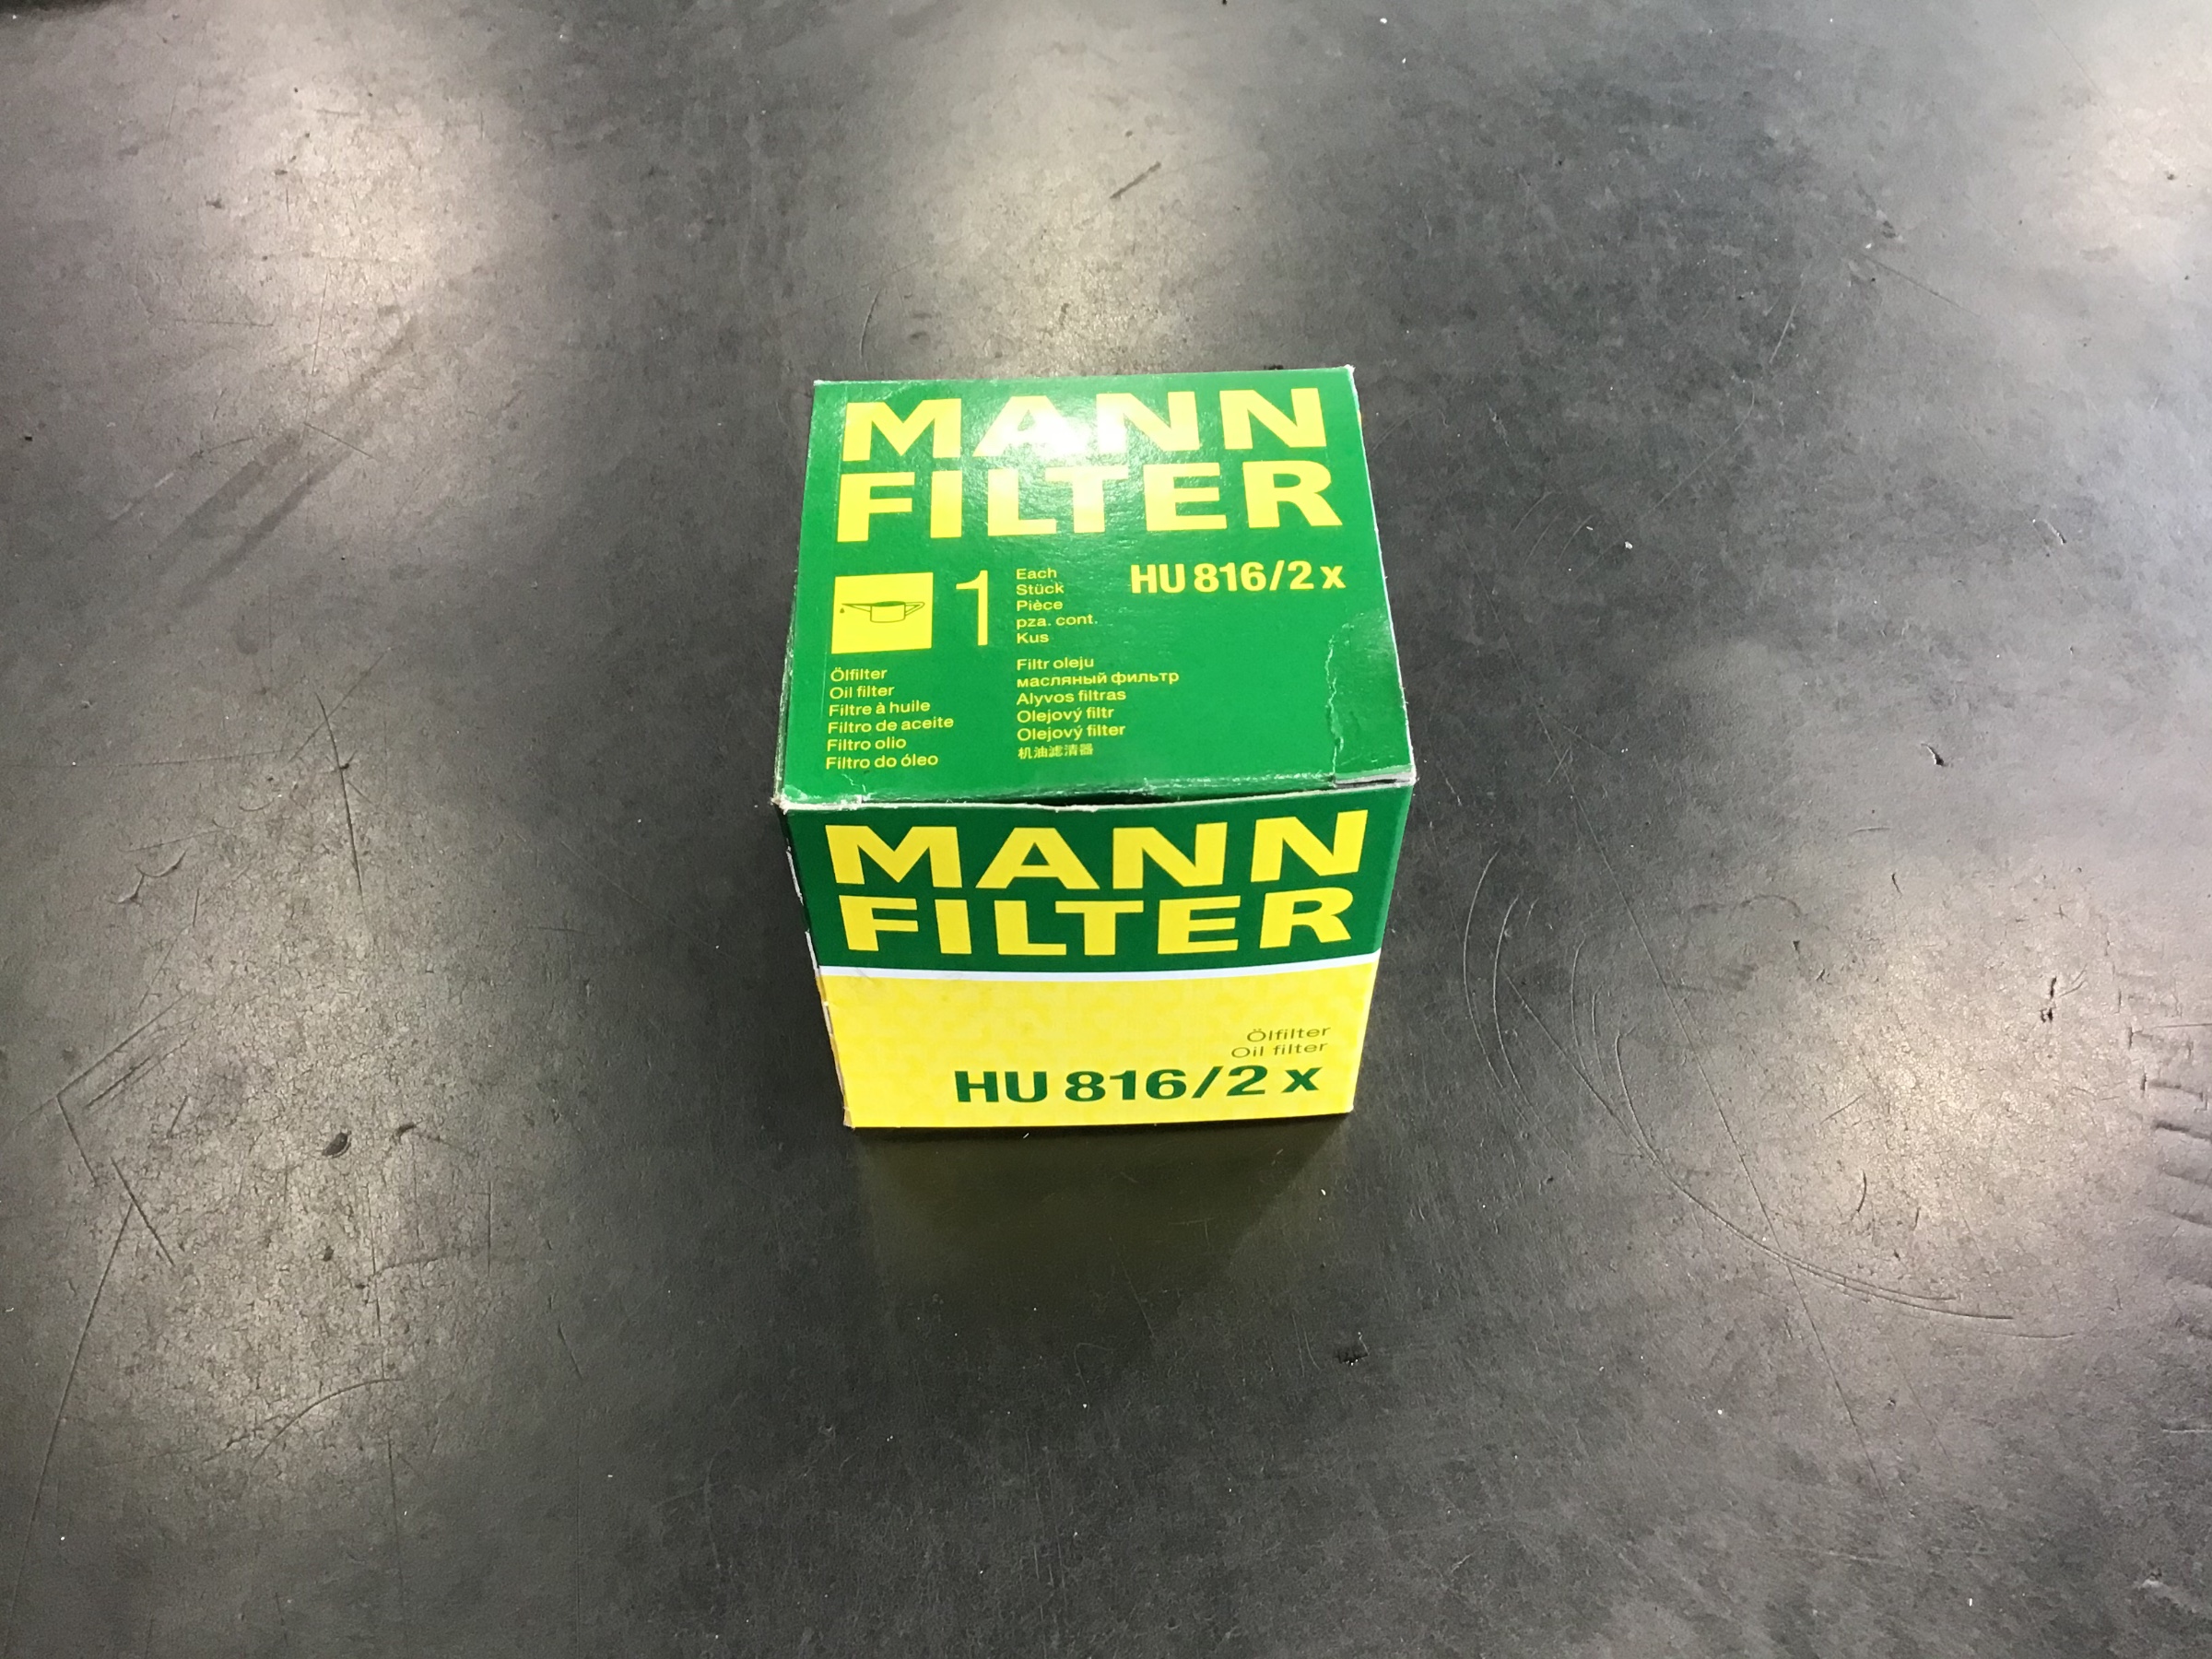 MANN
FILTER
HU 816/2 x
1
Each
Stück
Pièce
pza. cont.
Kus
Ölfilter
Oil filter
Filtre à huile
Filtro de aceite
Filtro olio
Filtro do óleo
Filtr oleju
масляный фильтр
Alyvos filtras
Olejový filtr
Olejový filter
机油滤清器
MANN
FILTER
Ölfilter
Oil filter
HU 816/2 x